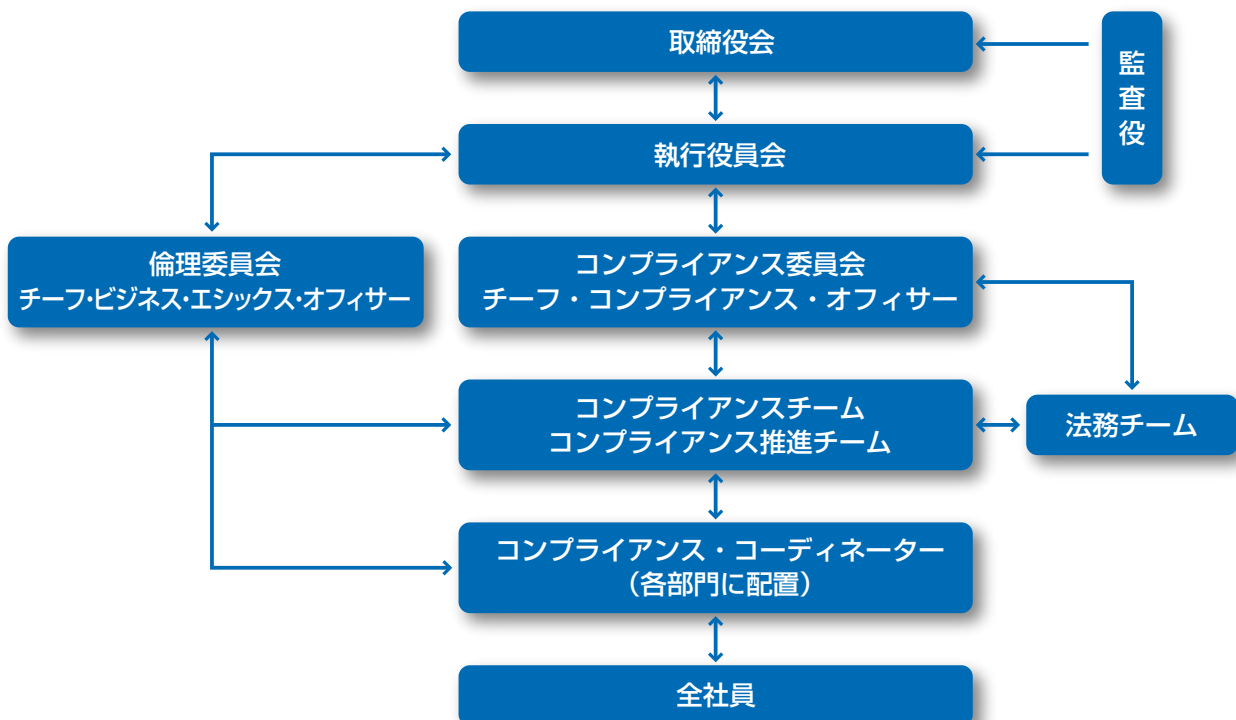 取締役会
監査役
執行役員会
倫理委員会
チーフ・ビジネス・エシックス・オフィサー
コンプライアンス委員会
チーフ・コンプライアンス・オフィサー
コンプライアンスチーム
コンプライアンス推進チーム
法務チーム
コンプライアンス・コーディネーター
（各部門に配置）
全社員